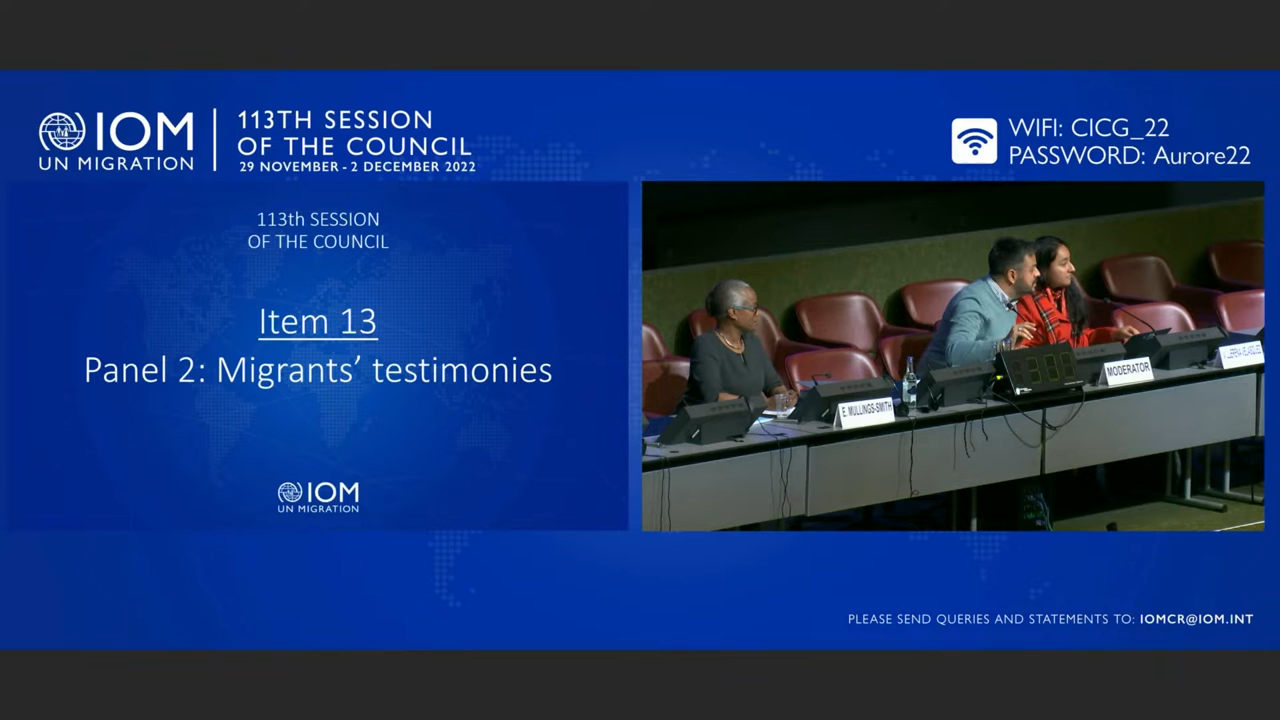 IOM
UN MIGRATION
113TH SESSION
OF THE COUNCIL
29 NOVEMBER - 2 DECEMBER 2022
WIFI: CICG_22
PASSWORD: Aurore22
113th SESSION
OF THE COUNCIL
Item 13
Panel 2: Migrants’ testimonies
IOM
UN MIGRATION
E. MULLINGS-SMITH
MODERATOR
PLEASE SEND QUERIES AND STATEMENTS TO: IOMCR@IOM.INT